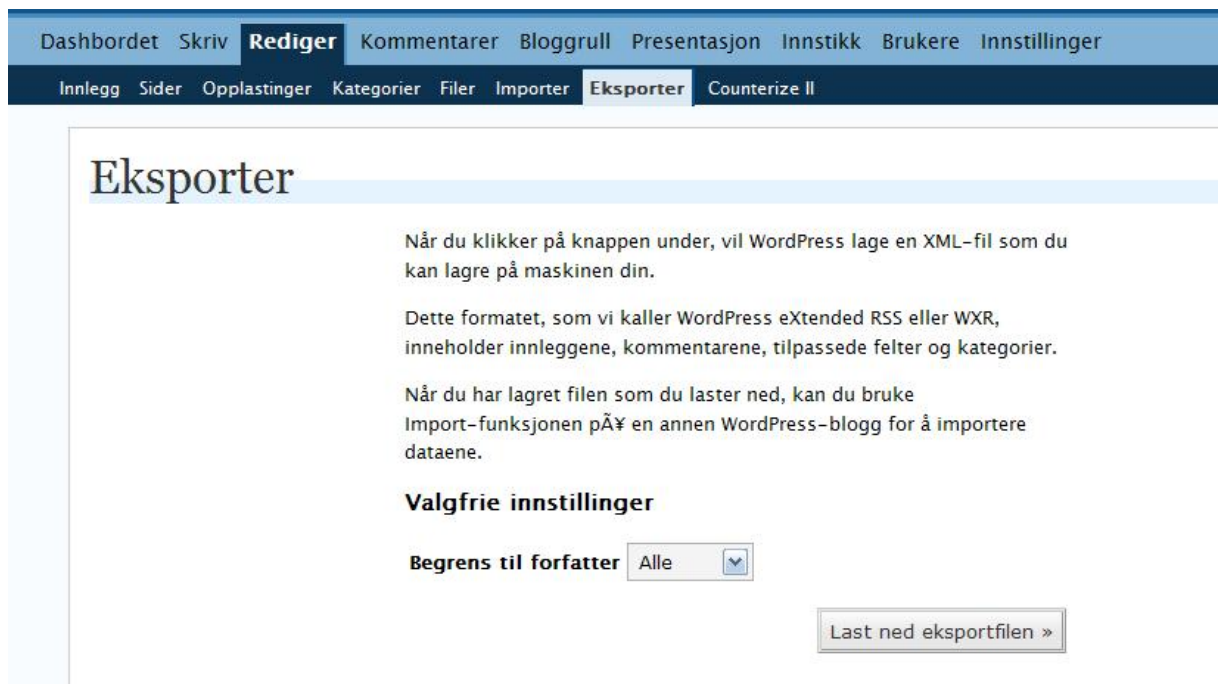 Dashbordet Skriv Rediger Kommentarer Bloggrull Presentasjon Innstikk Brukere Innstillinger
Innlegg Sider Opplastinger Kategorier Filer Importer Eksporter Counterize II
Eksporter
Når du klikker på knappen under, vil WordPress lage en XML-fil som du
kan lagre på maskinen din.
Dette formatet, som vi kaller WordPress eXtended RSS eller WXR,
inneholder innleggene, kommentarene, tilpassede felter og kategorier.
Når du har lagret filen som du laster ned, kan du bruke
Import-funksjonen pÃ¥ en annen WordPress-blogg for å importere
dataene.
Valgfrie innstillinger
Begrens til forfatter Alle
Last ned eksportfilen »